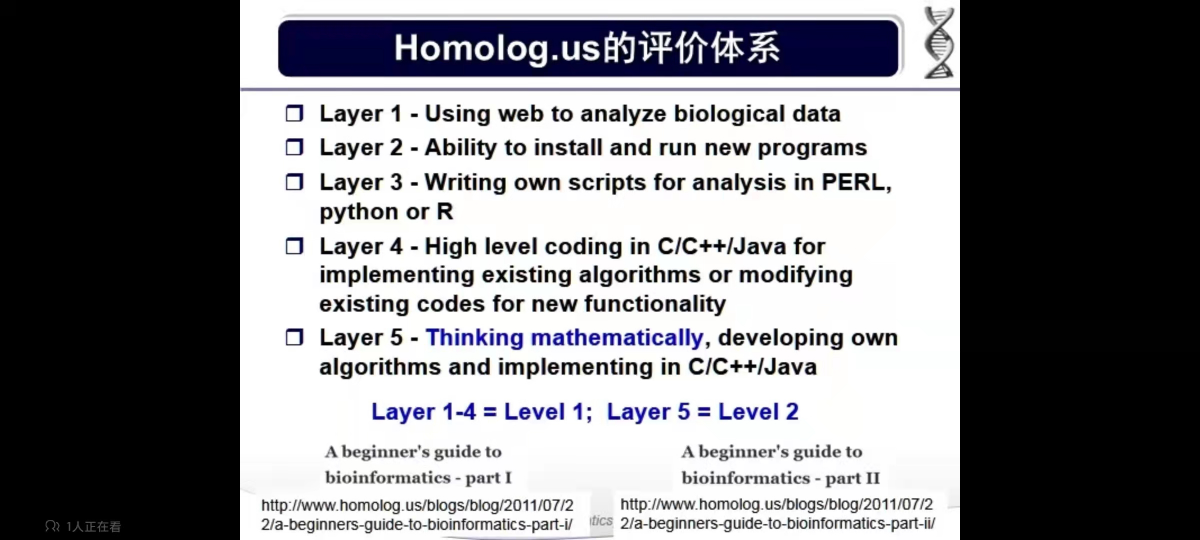 Homolog.us的评价体系
Layer 1 - Using web to analyze biological data
Layer 2 - Ability to install and run new programs
Layer 3 - Writing own scripts for analysis in PERL,
python or R
Layer 4 - High level coding in C/C++/Java for
implementing existing algorithms or modifying
existing codes for new functionality
Layer 5 - Thinking mathematically, developing own
algorithms and implementing in C/C++/Java
Layer 1-4 = Level 1; Layer 5 = Level 2
A beginner's guide to
bioinformatics - part I
A beginner's guide to
bioinformatics - part II
http://www.homolog.us/blogs/blog/2011/07/2
2/a-beginners-guide-to-bioinformatics-part-i/
http://www.homolog.us/blogs/blog/2011/07/2
2/a-beginners-guide-to-bioinformatics-part-ii/
1人正在看